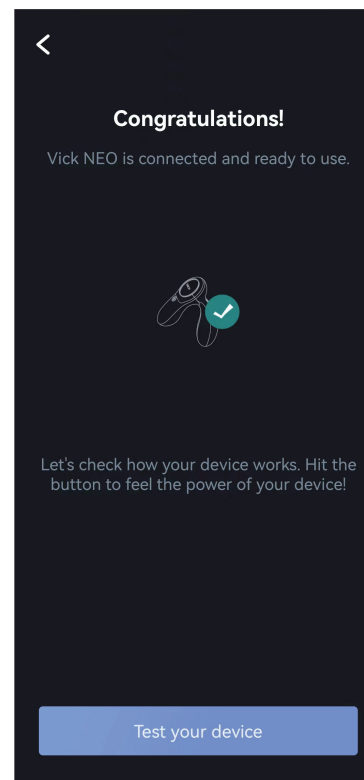 Congratulations!
Vick NEO is connected and ready to use.
Let's check how your device works. Hit the
button to feel the power of your device!
Test your device